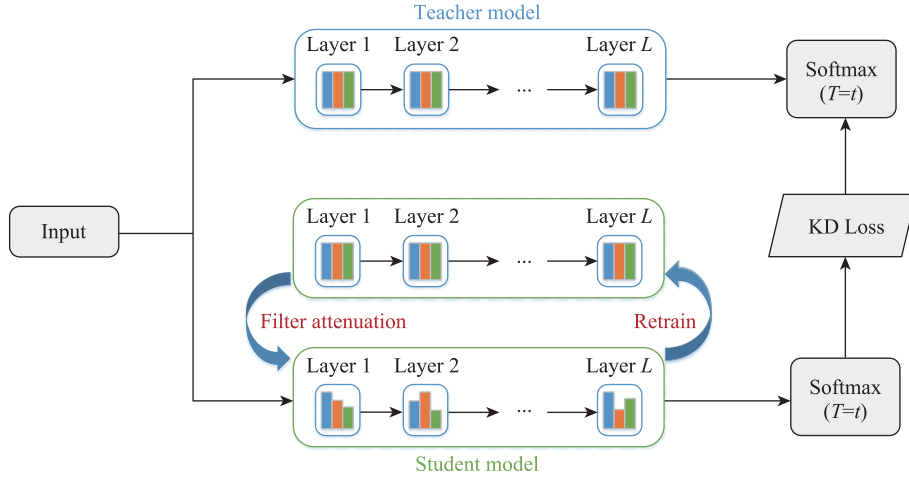 Teacher model
Layer 1 Layer 2 Layer L
...
Softmax
(T=t)
Input
Layer 1 Layer 2 Layer L
...
KD Loss
Filter attenuation
Retrain
Layer 1 Layer 2 Layer L
...
Softmax
(T=t)
Student model